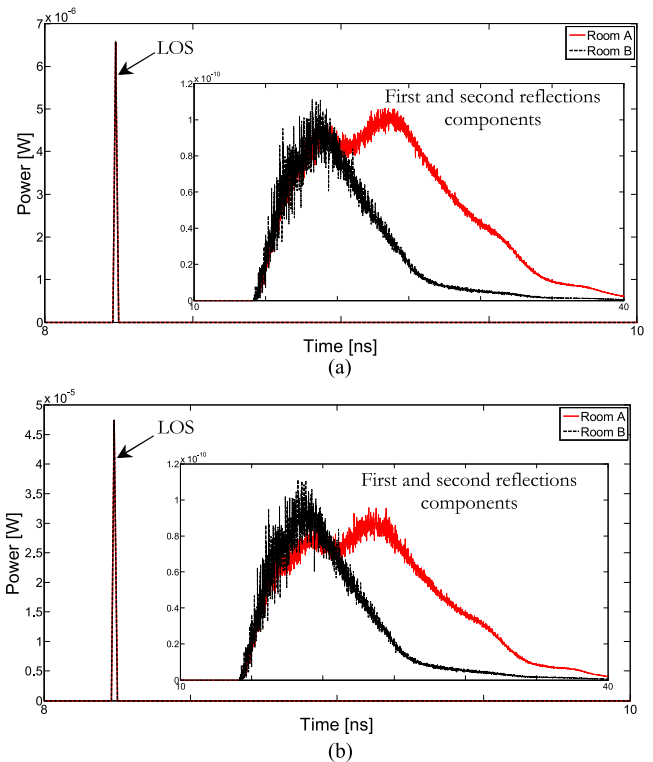 7 x 10⁻⁶
Room A
Room B
LOS
6
1.2 x 10⁻¹⁰
First and second reflections
components
5
1
4
0.8
Power [W]
3
0.6
2
0.4
1
0.2
0
10
40
0
8
10
Time [ns]
(a)
5 x 10⁻⁵
Room A
Room B
4.5
LOS
4
1.2 x 10⁻¹⁰
First and second reflections
components
3.5
1
3
0.8
Power [W]
2.5
0.6
2
1.5
0.4
1
0.2
0.5
0
10
40
0
8
10
Time [ns]
(b)